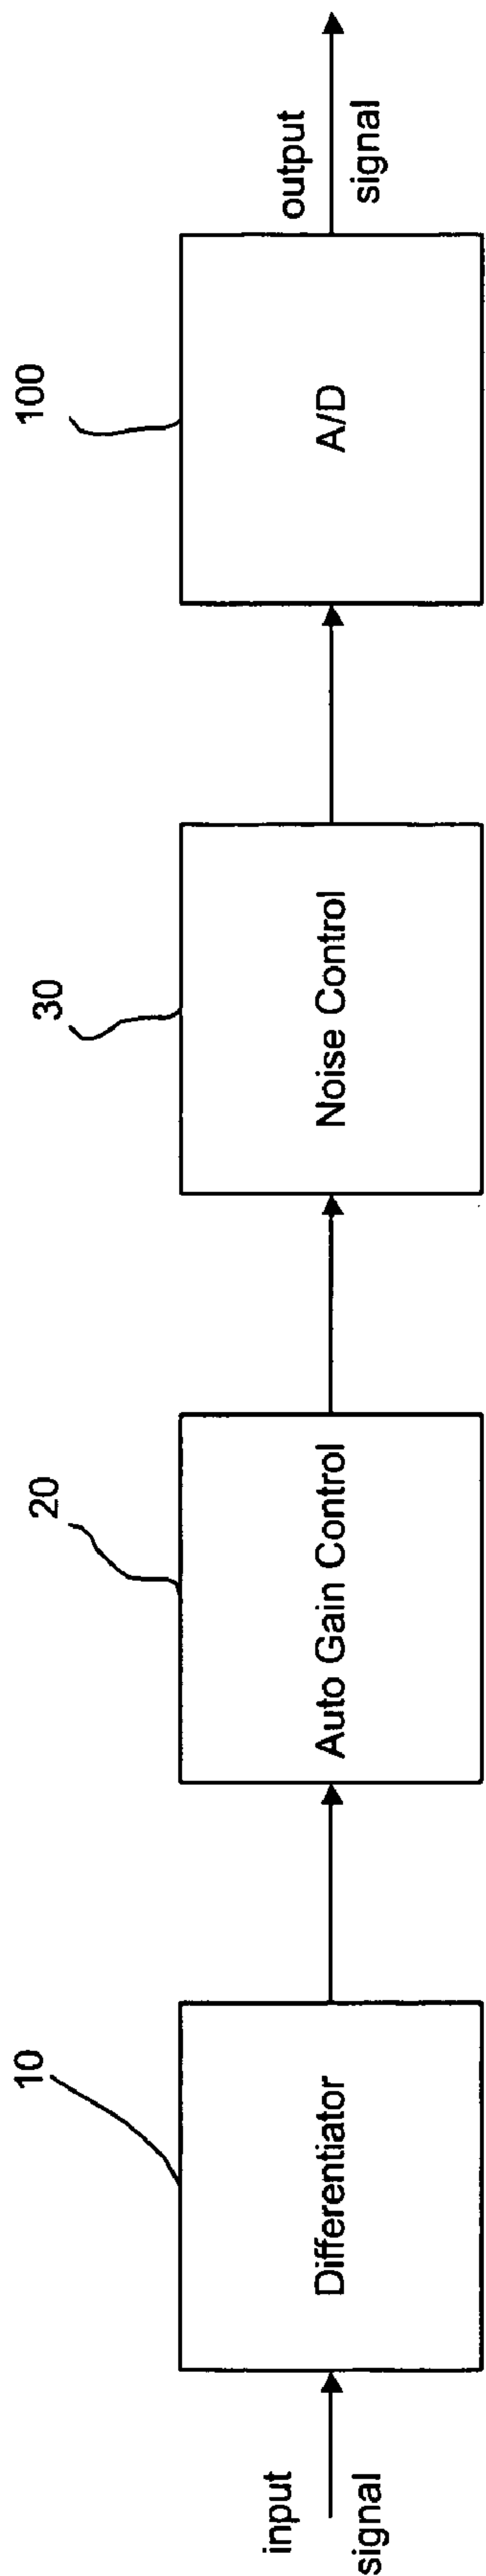 input
signal
10
Differentiator
20
Auto Gain Control
30
Noise Control
100
A/D
output
signal